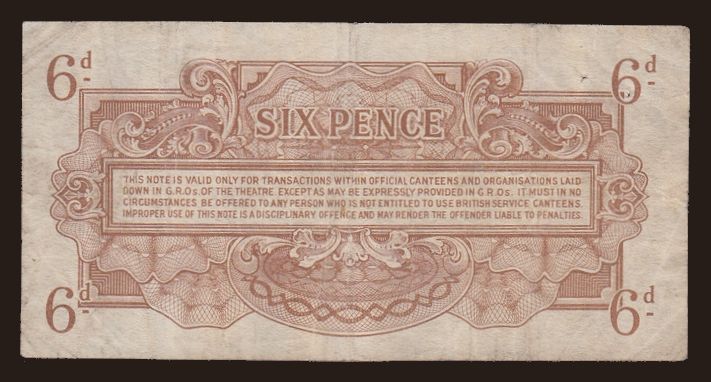 6d- 6d-
SIX PENCE
THIS NOTE IS VALID ONLY FOR TRANSACTIONS WITHIN OFFICIAL CANTEENS AND ORGANISATIONS LAID
DOWN IN G.R.Os. OF THE THEATRE. EXCEPT AS MAY BE EXPRESSLY PROVIDED IN G.R.Os. IT MUST IN NO
CIRCUMSTANCES BE OFFERED TO ANY PERSON WHO IS NOT ENTITLED TO USE BRITISH SERVICE CANTEENS.
IMPROPER USE OF THIS NOTE IS A DISCIPLINARY OFFENCE AND MAY RENDER THE OFFENDER LIABLE TO PENALTIES.
6d- 6d-